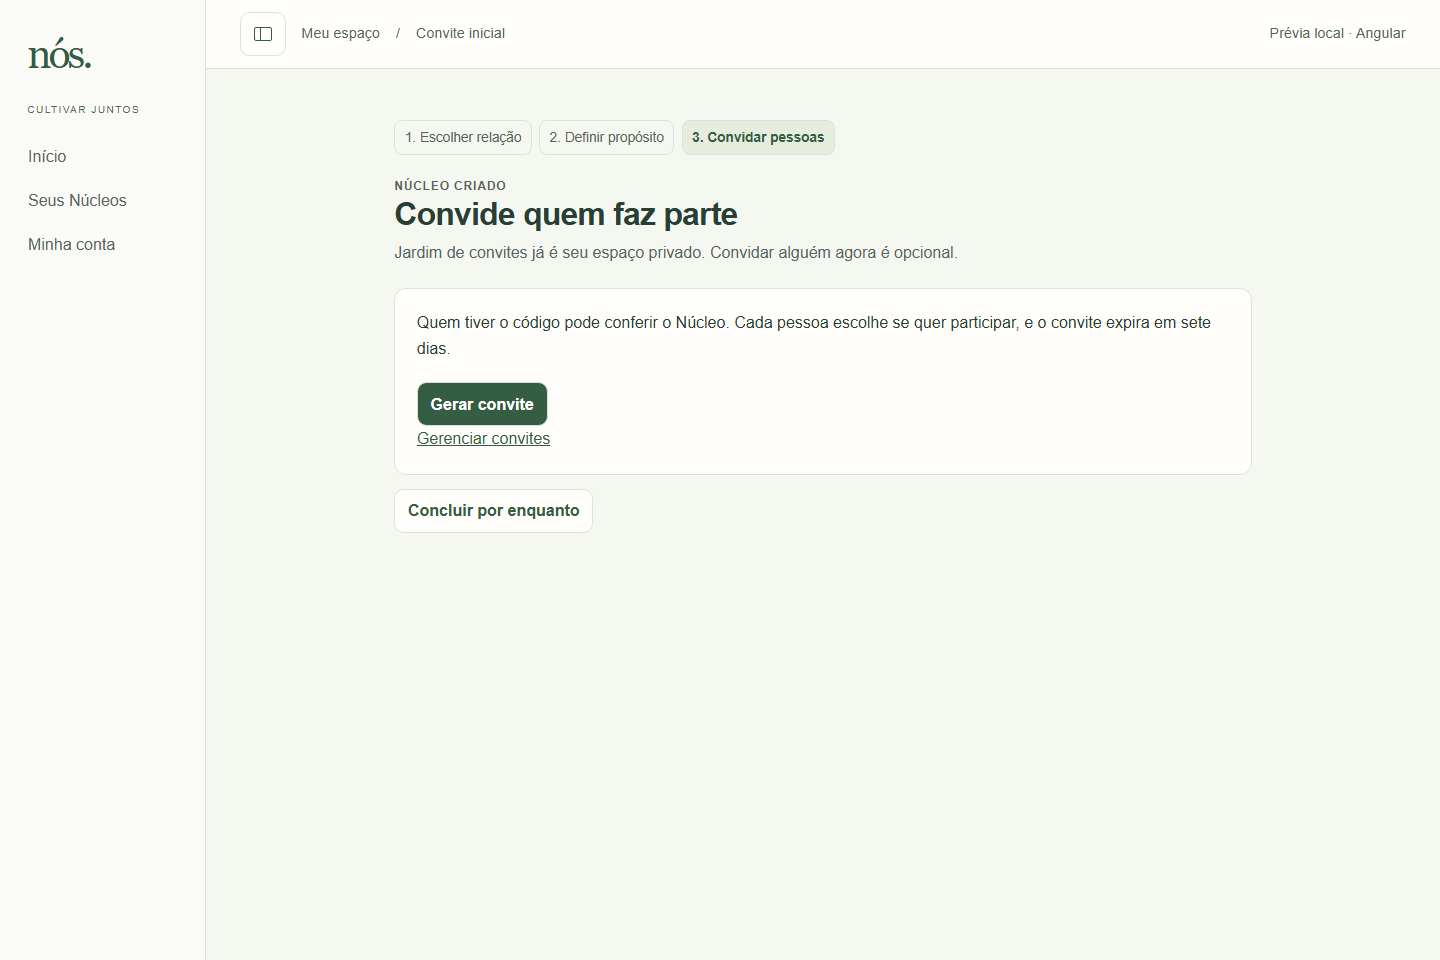 nós.
CULTIVAR JUNTOS
Início
Seus Núcleos
Minha conta
Meu espaço / Convite inicial
Prévia local · Angular
1. Escolher relação
2. Definir propósito
3. Convidar pessoas
NÚCLEO CRIADO
Convide quem faz parte
Jardim de convites já é seu espaço privado. Convidar alguém agora é opcional.
Quem tiver o código pode conferir o Núcleo. Cada pessoa escolhe se quer participar, e o convite expira em sete
dias.
Gerar convite
Gerenciar convites
Concluir por enquanto